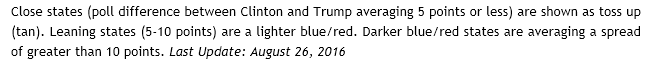 Close states (poll difference between Clinton and Trump averaging 5 points or less) are shown as toss up
(tan). Leaning states (5-10 points) are a lighter blue/red. Darker blue/red states are averaging a spread
of greater than 10 points. Last Update: August 26, 2016